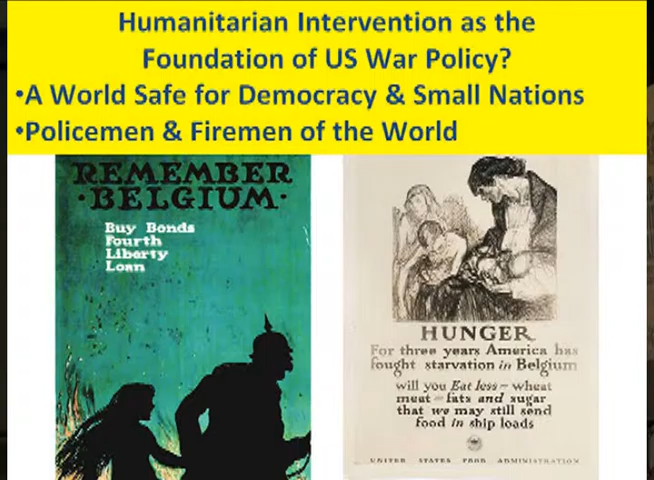 Humanitarian Intervention as the
Foundation of US War Policy?
•A World Safe for Democracy & Small Nations
•Policemen & Firemen of the World
REMEMBER
·BELGIUM·
Buy Bonds
Fourth
Liberty
Loan
HUNGER
For three years America has
fought starvation in Belgium
will you Eat less – wheat
meat – fats and sugar
that we may still send
food in ship loads
UNITED STATES FOOD ADMINISTRATION